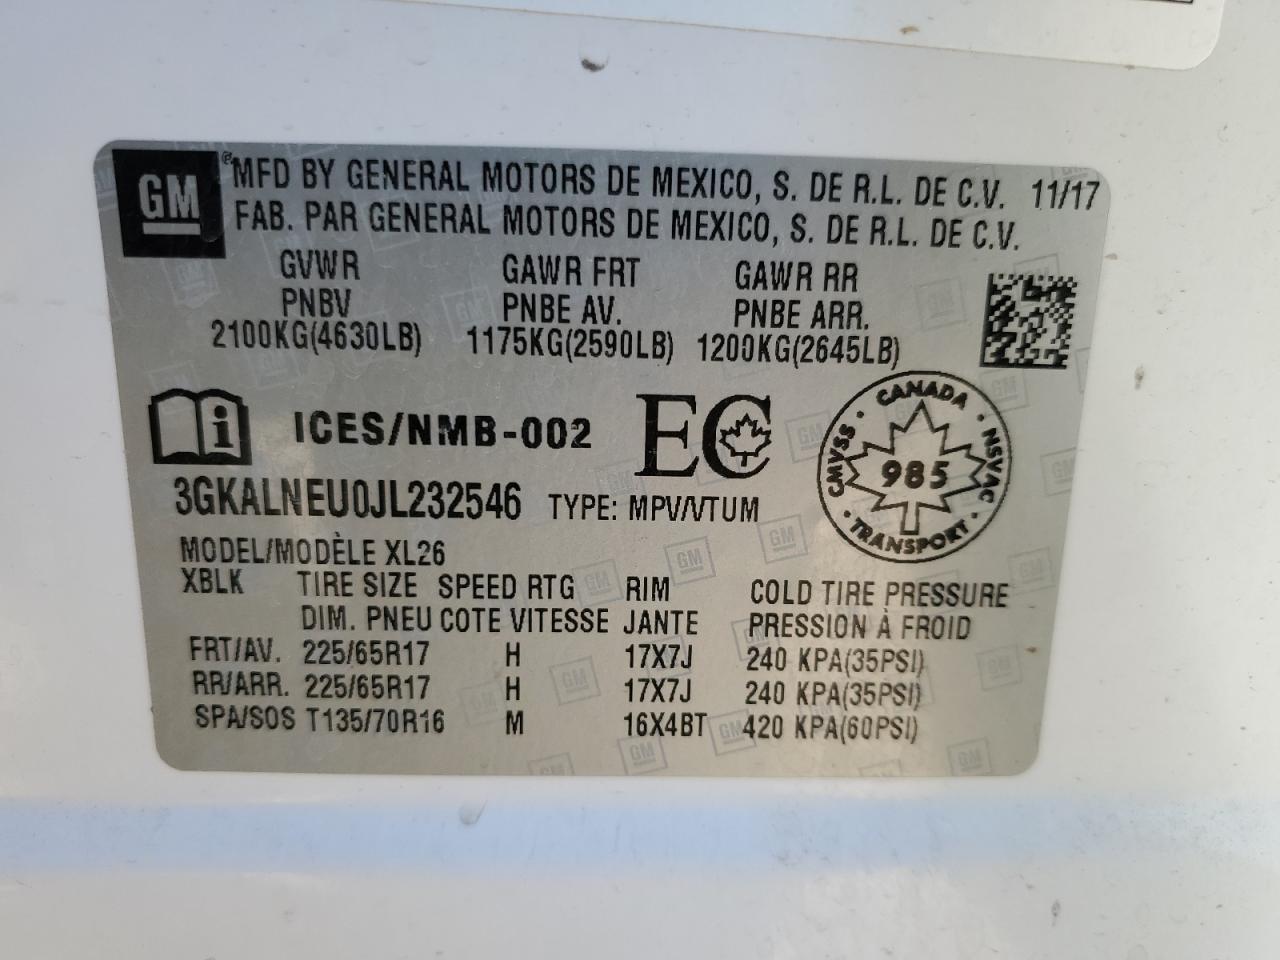 GM
® MFD BY GENERAL MOTORS DE MEXICO, S. DE R.L. DE C.V. 11/17
FAB. PAR GENERAL MOTORS DE MEXICO, S. DE R.L. DE C.V.
GVWR GAWR FRT GAWR RR
PNBV PNBE AV. PNBE ARR.
2100KG(4630LB) 1175KG(2590LB) 1200KG(2645LB)
i ICES/NMB-002 EC
CANADA
CMVSS · 985 · NSVAC
TRANSPORT
3GKALNEU0JL232546 TYPE: MPV/VTUM
MODEL/MODÈLE XL26
XBLK TIRE SIZE SPEED RTG RIM COLD TIRE PRESSURE
DIM. PNEU COTE VITESSE JANTE PRESSION À FROID
FRT/AV. 225/65R17 H 17X7J 240 KPA(35PSI)
RR/ARR. 225/65R17 H 17X7J 240 KPA(35PSI)
SPA/SOS T135/70R16 M 16X4BT 420 KPA(60PSI)